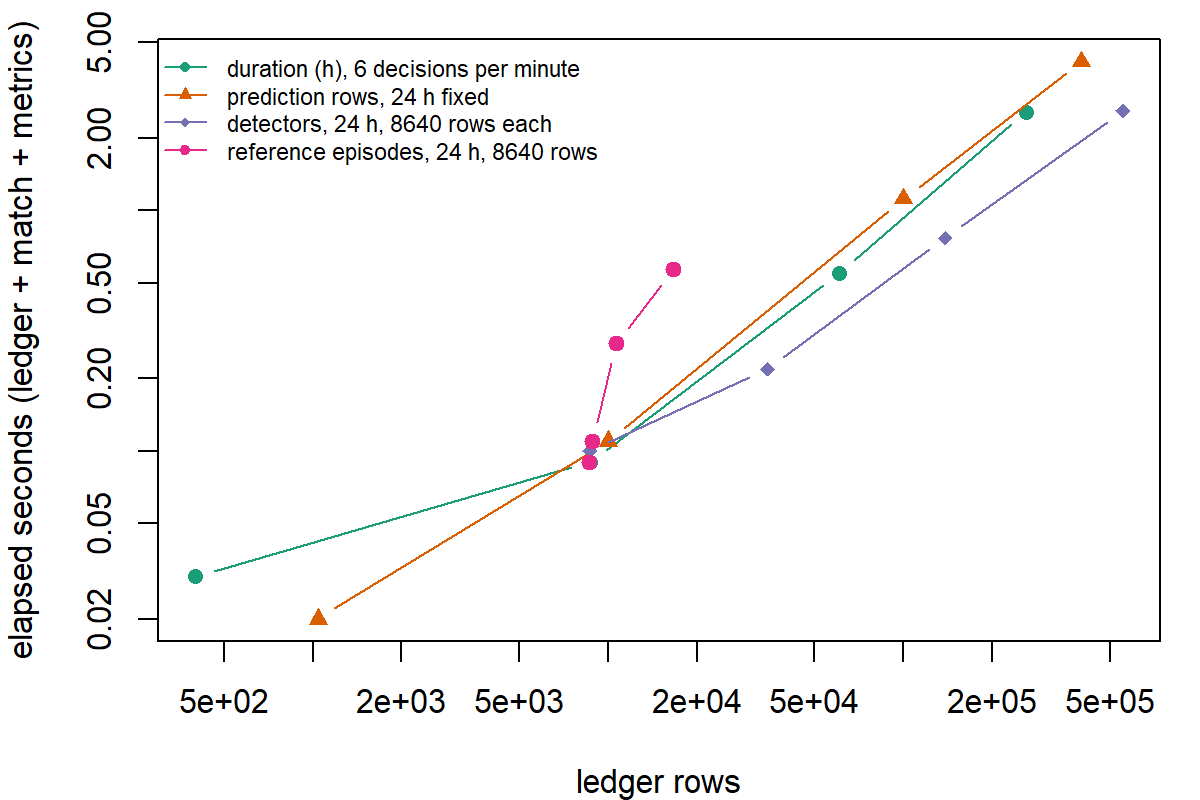 elapsed seconds (ledger + match + metrics)
5.00
2.00
0.50
0.20
0.05
0.02
duration (h), 6 decisions per minute
prediction rows, 24 h fixed
detectors, 24 h, 8640 rows each
reference episodes, 24 h, 8640 rows
5e+02
2e+03
5e+03
2e+04
5e+04
2e+05
5e+05
ledger rows